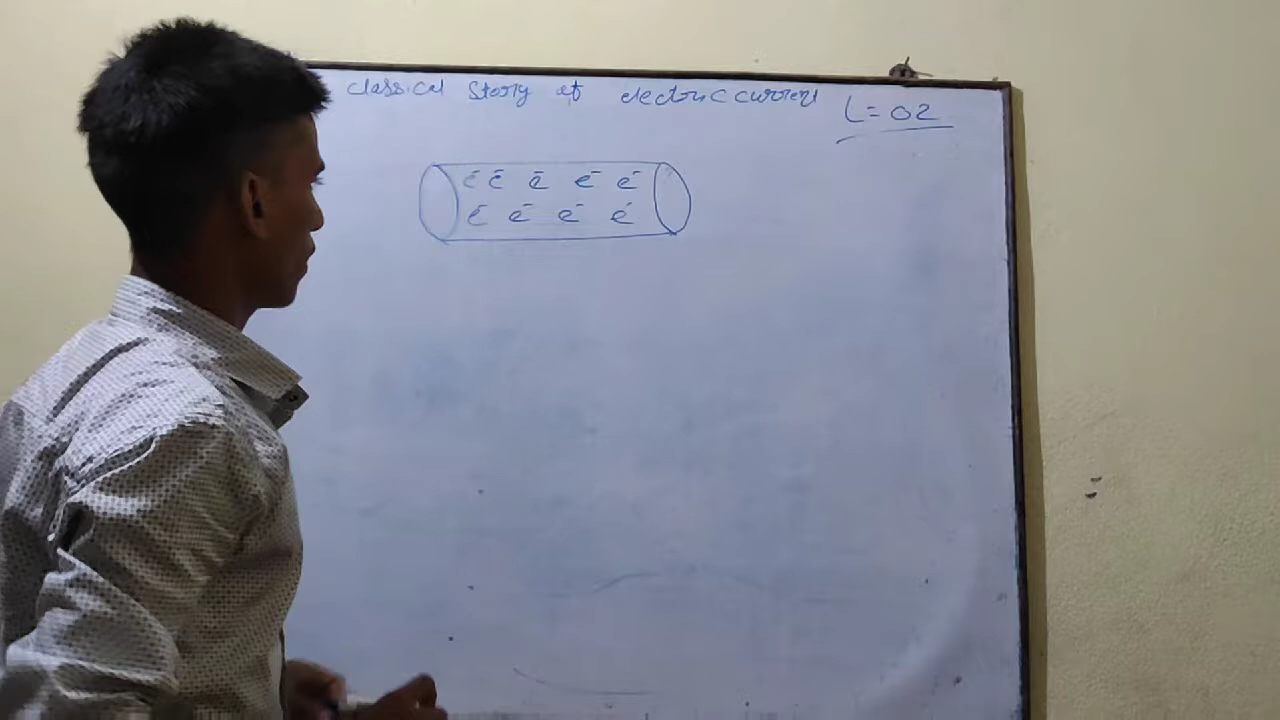 classical Story of electric current L = 02
e⁻ e⁻ e⁻ e⁻ e⁻
e⁻ e⁻ e⁻ e⁻